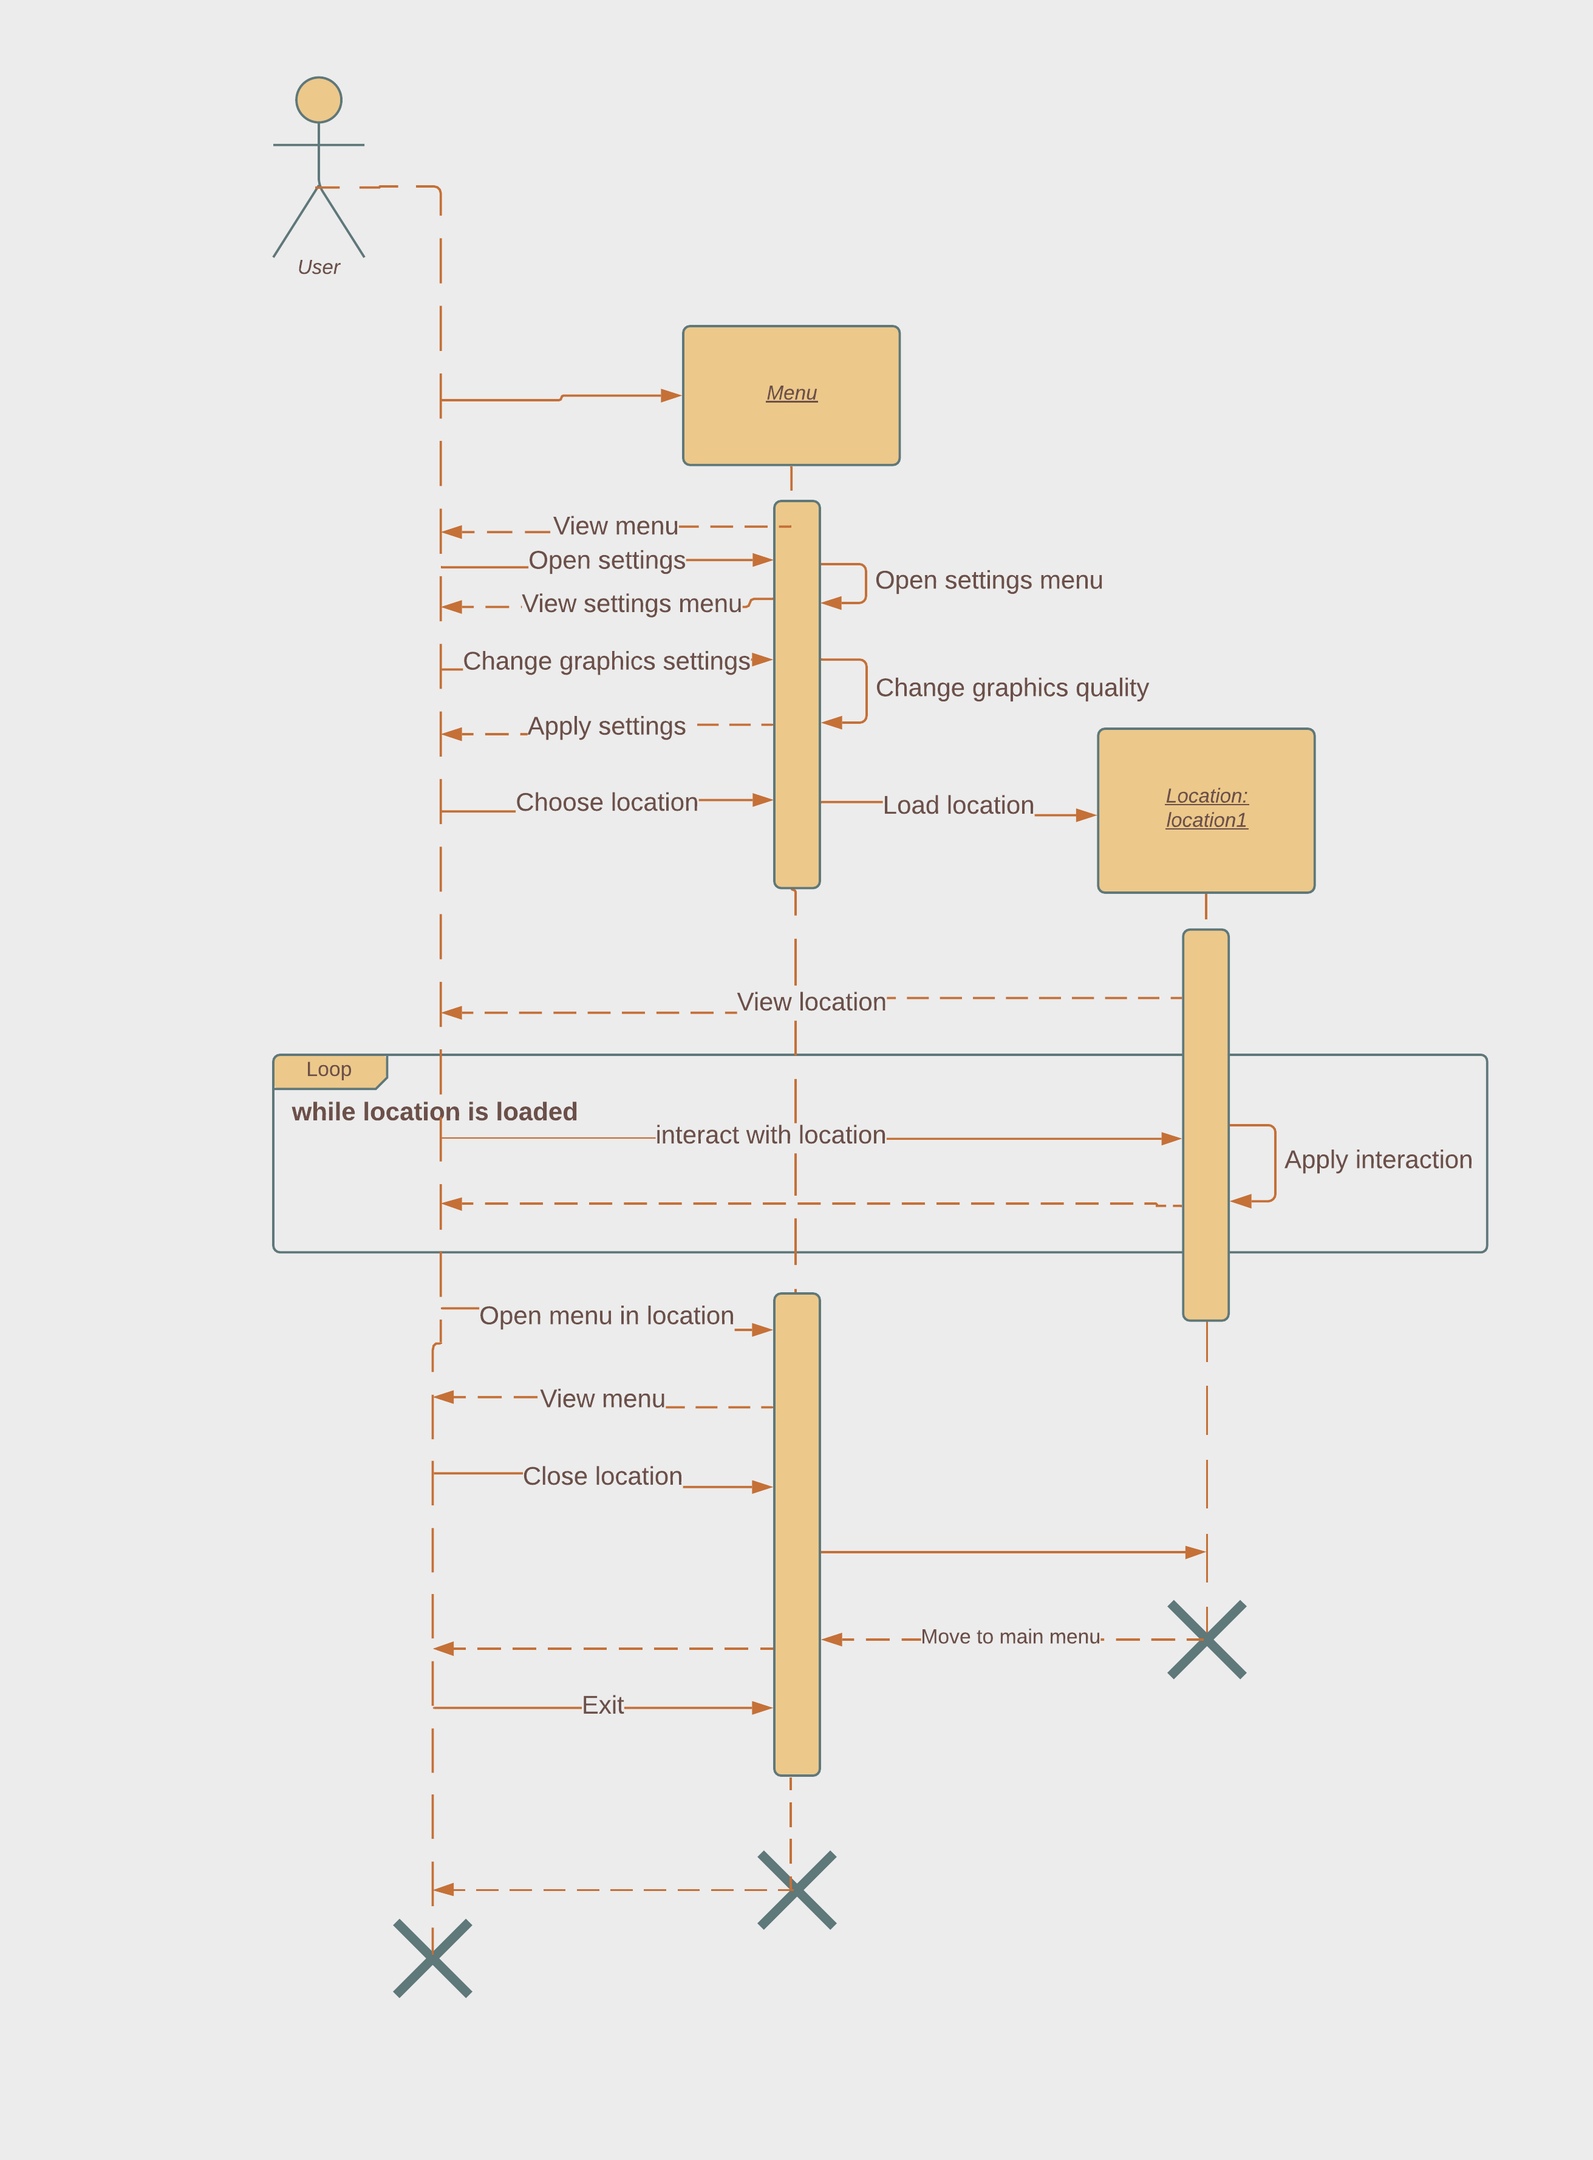 User
Menu
View menu
Open settings
Open settings menu
View settings menu
Change graphics settings
Change graphics quality
Apply settings
Choose location
Load location
Location:
location1
View location
Loop
while location is loaded
interact with location
Apply interaction
Open menu in location
View menu
Close location
Move to main menu
Exit